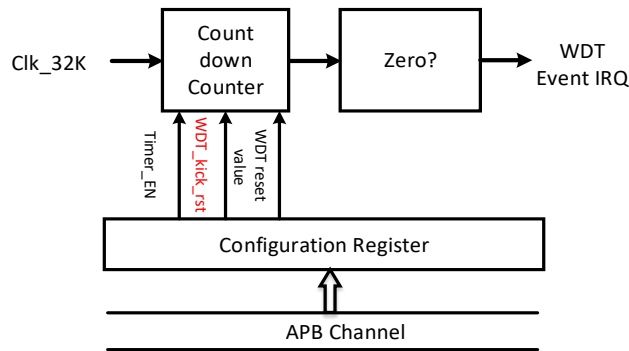 Clk_32K
Count
down
Counter
Zero?
WDT
Event IRQ
Timer_EN
WDT_kick_rst
WDT reset
value
Configuration Register
APB Channel